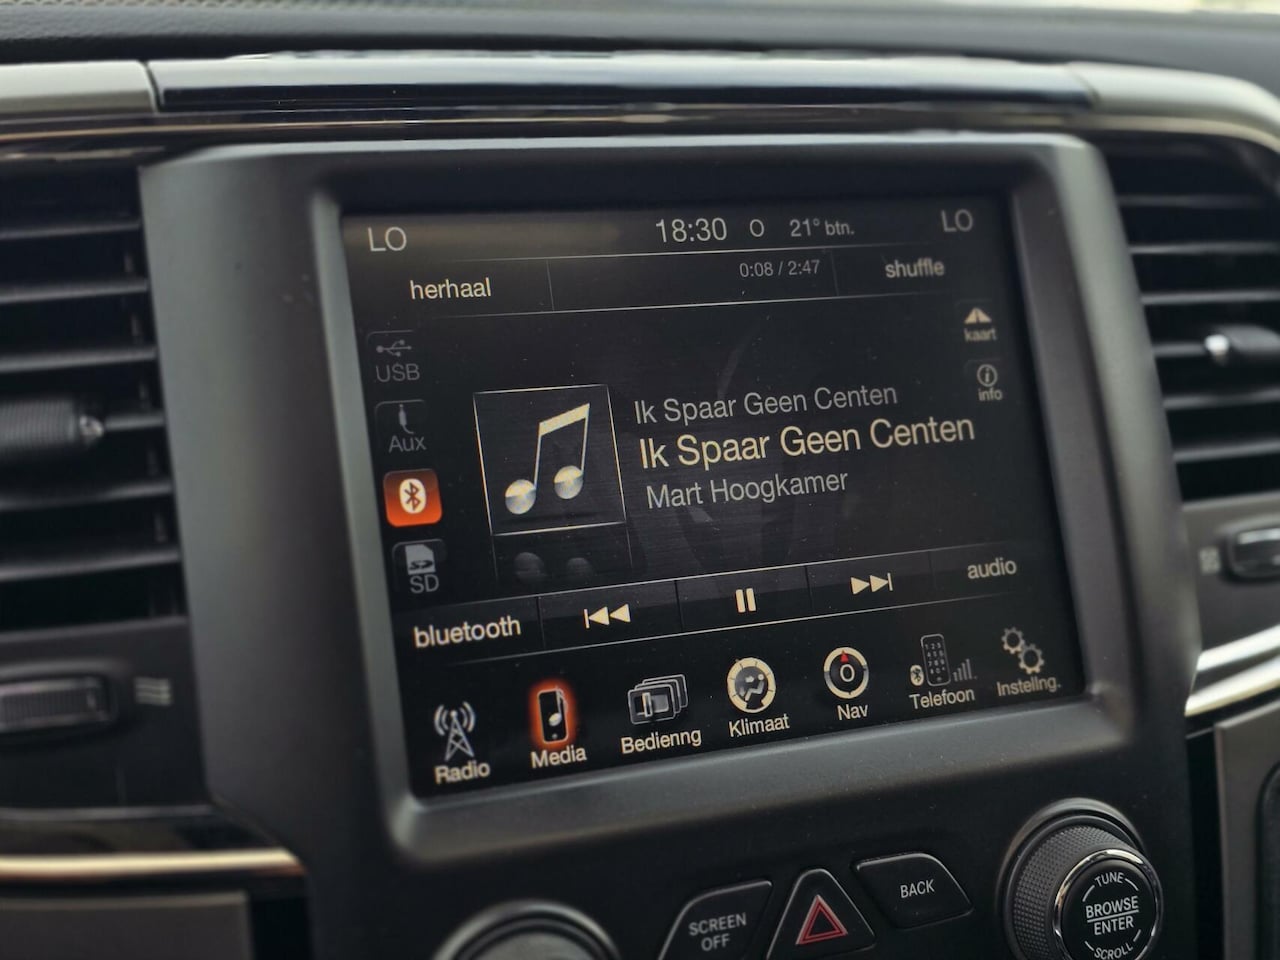 LO 18:30 O 21° btn. LO
herhaal 0:08 / 2:47 shuffle
kaart
USB
info
Aux
Ik Spaar Geen Centen
Ik Spaar Geen Centen
Mart Hoogkamer
SD
bluetooth audio
Radio Media Bedienng Klimaat Nav Telefoon Instellng.
SCREEN
OFF
BACK
TUNE
BROWSE
ENTER
SCROLL